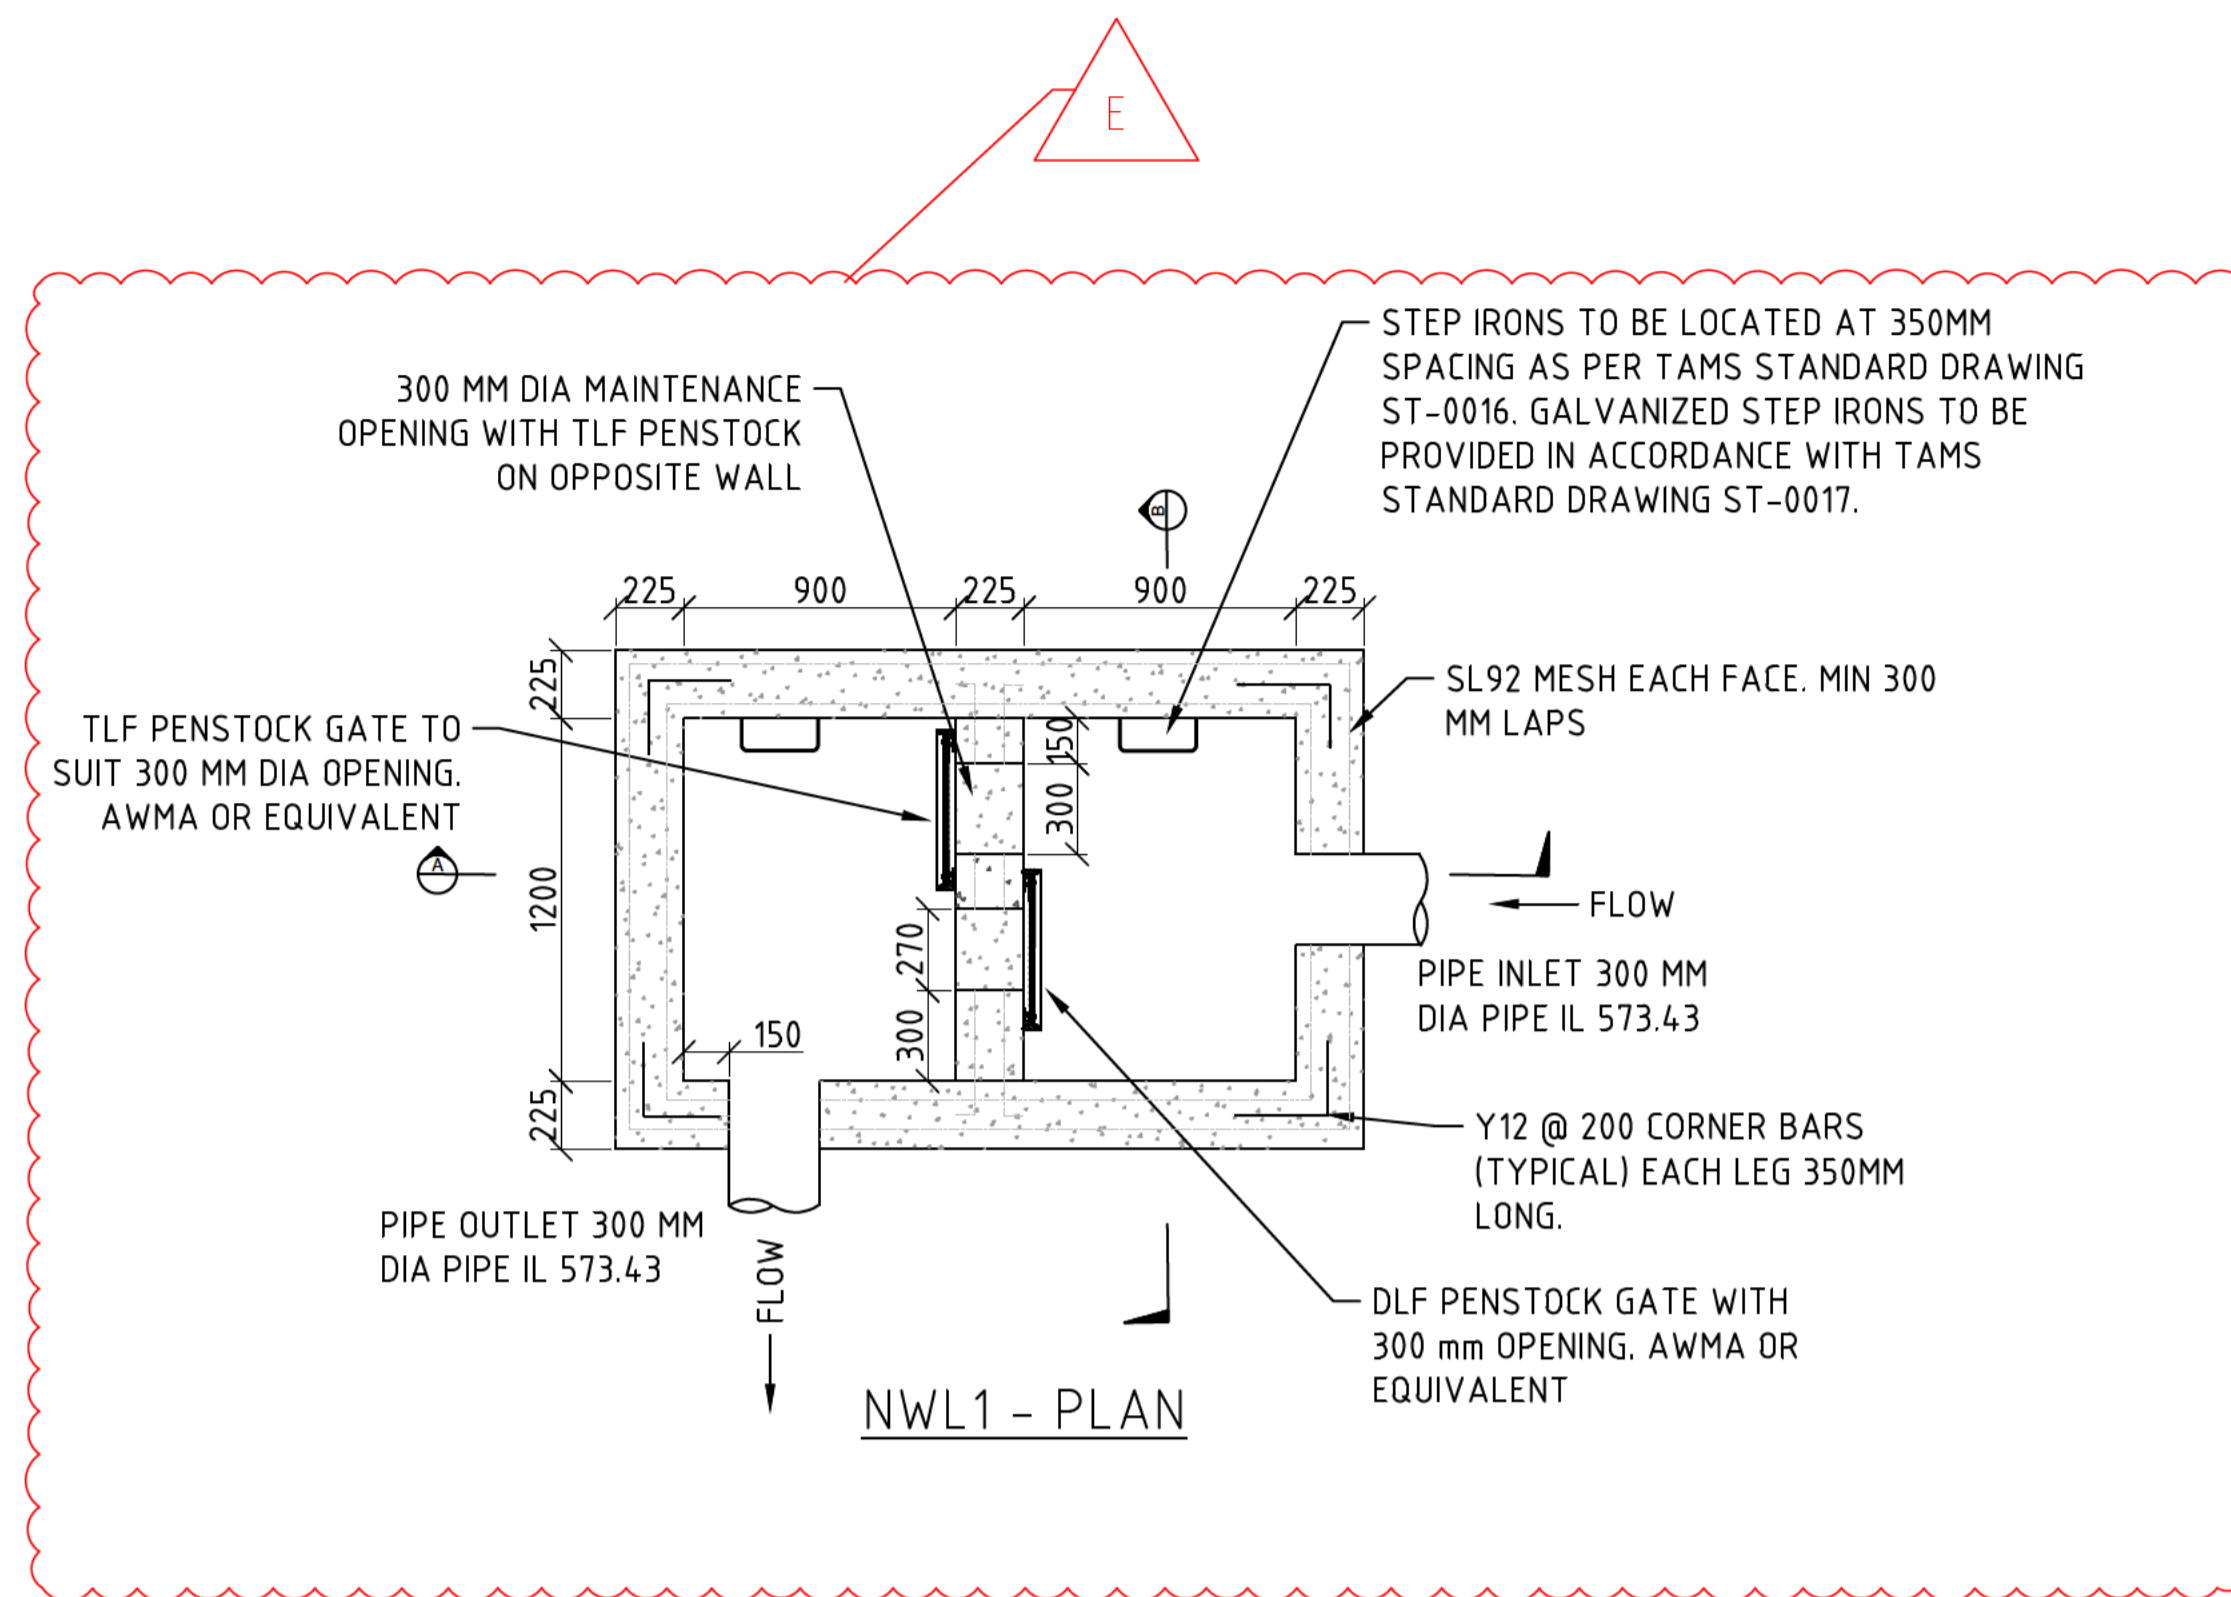 E
STEP IRONS TO BE LOCATED AT 350MM
SPACING AS PER TAMS STANDARD DRAWING
ST-0016. GALVANIZED STEP IRONS TO BE
PROVIDED IN ACCORDANCE WITH TAMS
STANDARD DRAWING ST-0017.
300 MM DIA MAINTENANCE
OPENING WITH TLF PENSTOCK
ON OPPOSITE WALL
B
225
900
225
900
225
225
1200
225
150
300
270
300
150
SL92 MESH EACH FACE. MIN 300
MM LAPS
TLF PENSTOCK GATE TO
SUIT 300 MM DIA OPENING.
AWMA OR EQUIVALENT
A
FLOW
PIPE INLET 300 MM
DIA PIPE IL 573.43
Y12 @ 200 CORNER BARS
(TYPICAL) EACH LEG 350MM
LONG.
PIPE OUTLET 300 MM
DIA PIPE IL 573.43
FLOW
DLF PENSTOCK GATE WITH
300 mm OPENING. AWMA OR
EQUIVALENT
NWL1 - PLAN